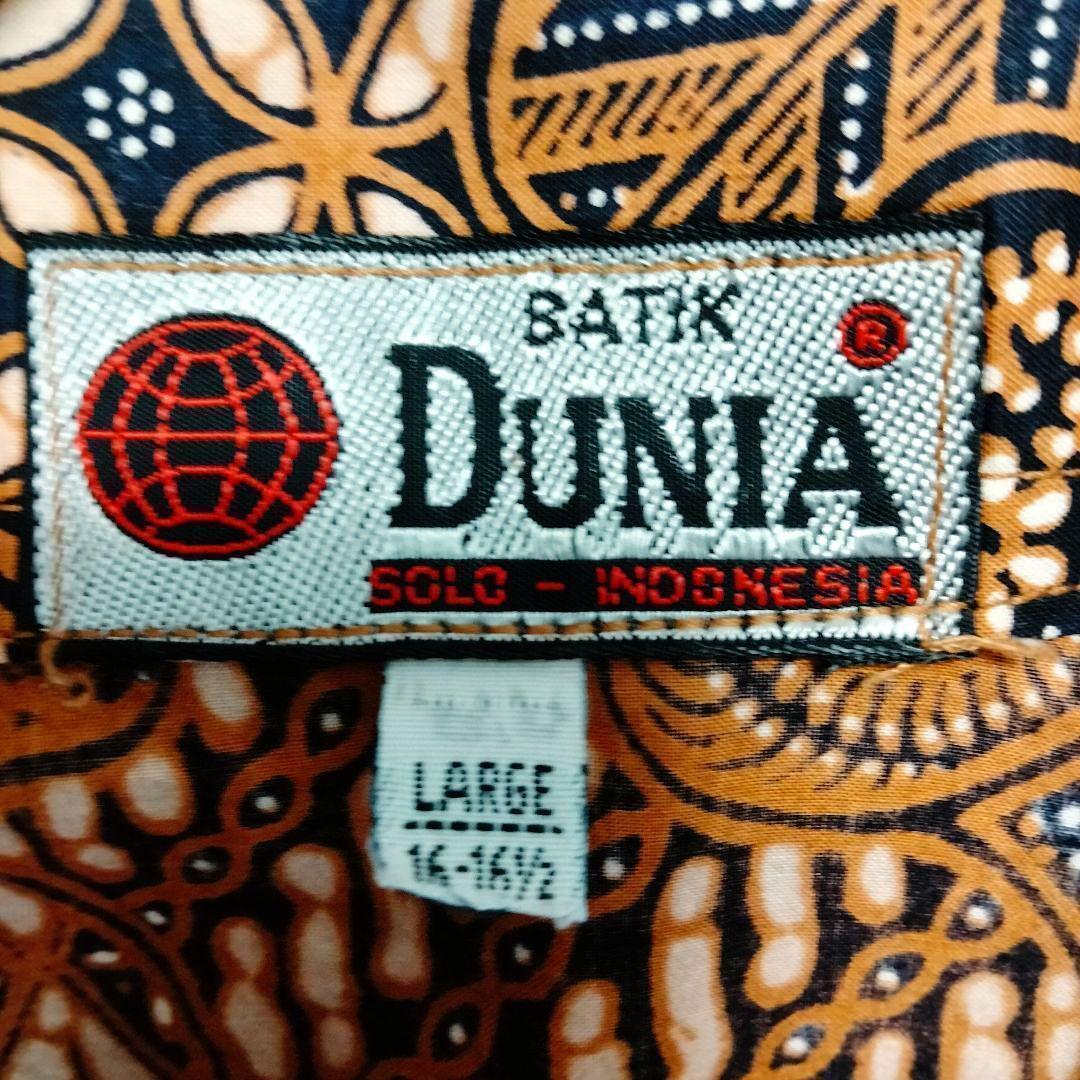 BATIK
®
DUNIA
SOLO - INDONESIA
LARGE
16-16½